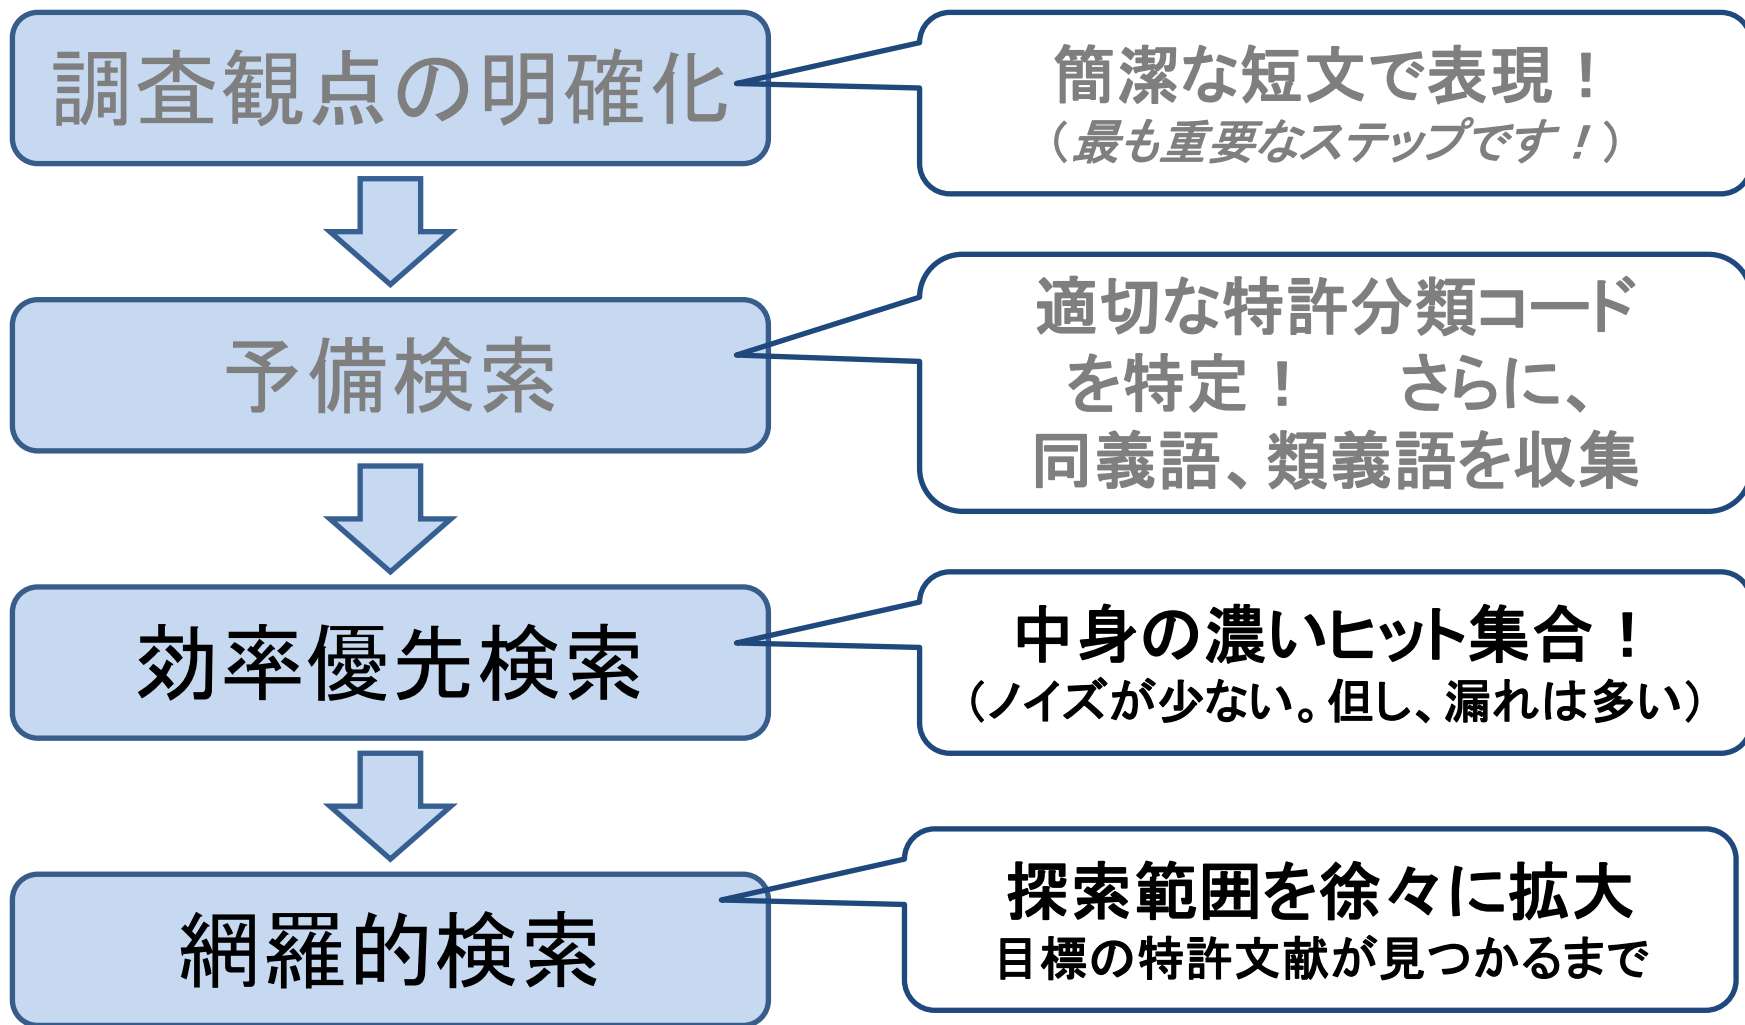 調査観点の明確化
簡潔な短文で表現！
（最も重要なステップです！）
予備検索
適切な特許分類コード
を特定！　さらに、
同義語、類義語を収集
効率優先検索
中身の濃いヒット集合！
（ノイズが少ない。但し、漏れは多い）
網羅的検索
探索範囲を徐々に拡大
目標の特許文献が見つかるまで